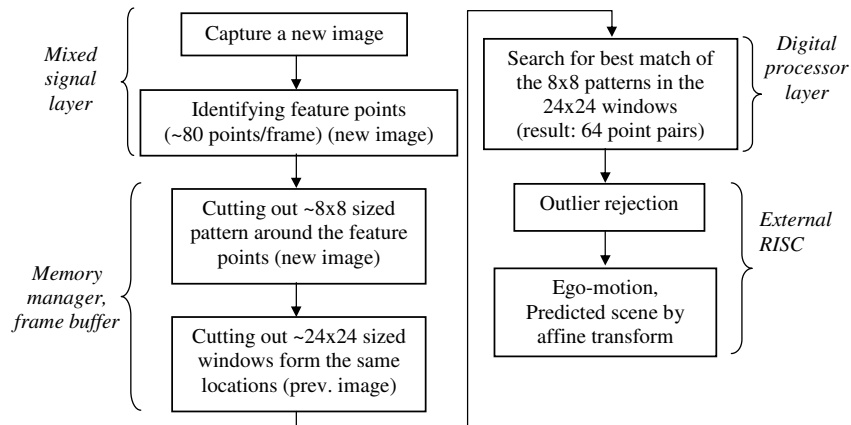 Mixed
signal
layer
Capture a new image
Identifying feature points
(~80 points/frame) (new image)
Memory
manager,
frame buffer
Cutting out ~8x8 sized
pattern around the feature
points (new image)
Cutting out ~24x24 sized
windows form the same
locations (prev. image)
Search for best match of
the 8x8 patterns in the
24x24 windows
(result: 64 point pairs)
Digital
processor
layer
Outlier rejection
Ego-motion,
Predicted scene by
affine transform
External
RISC